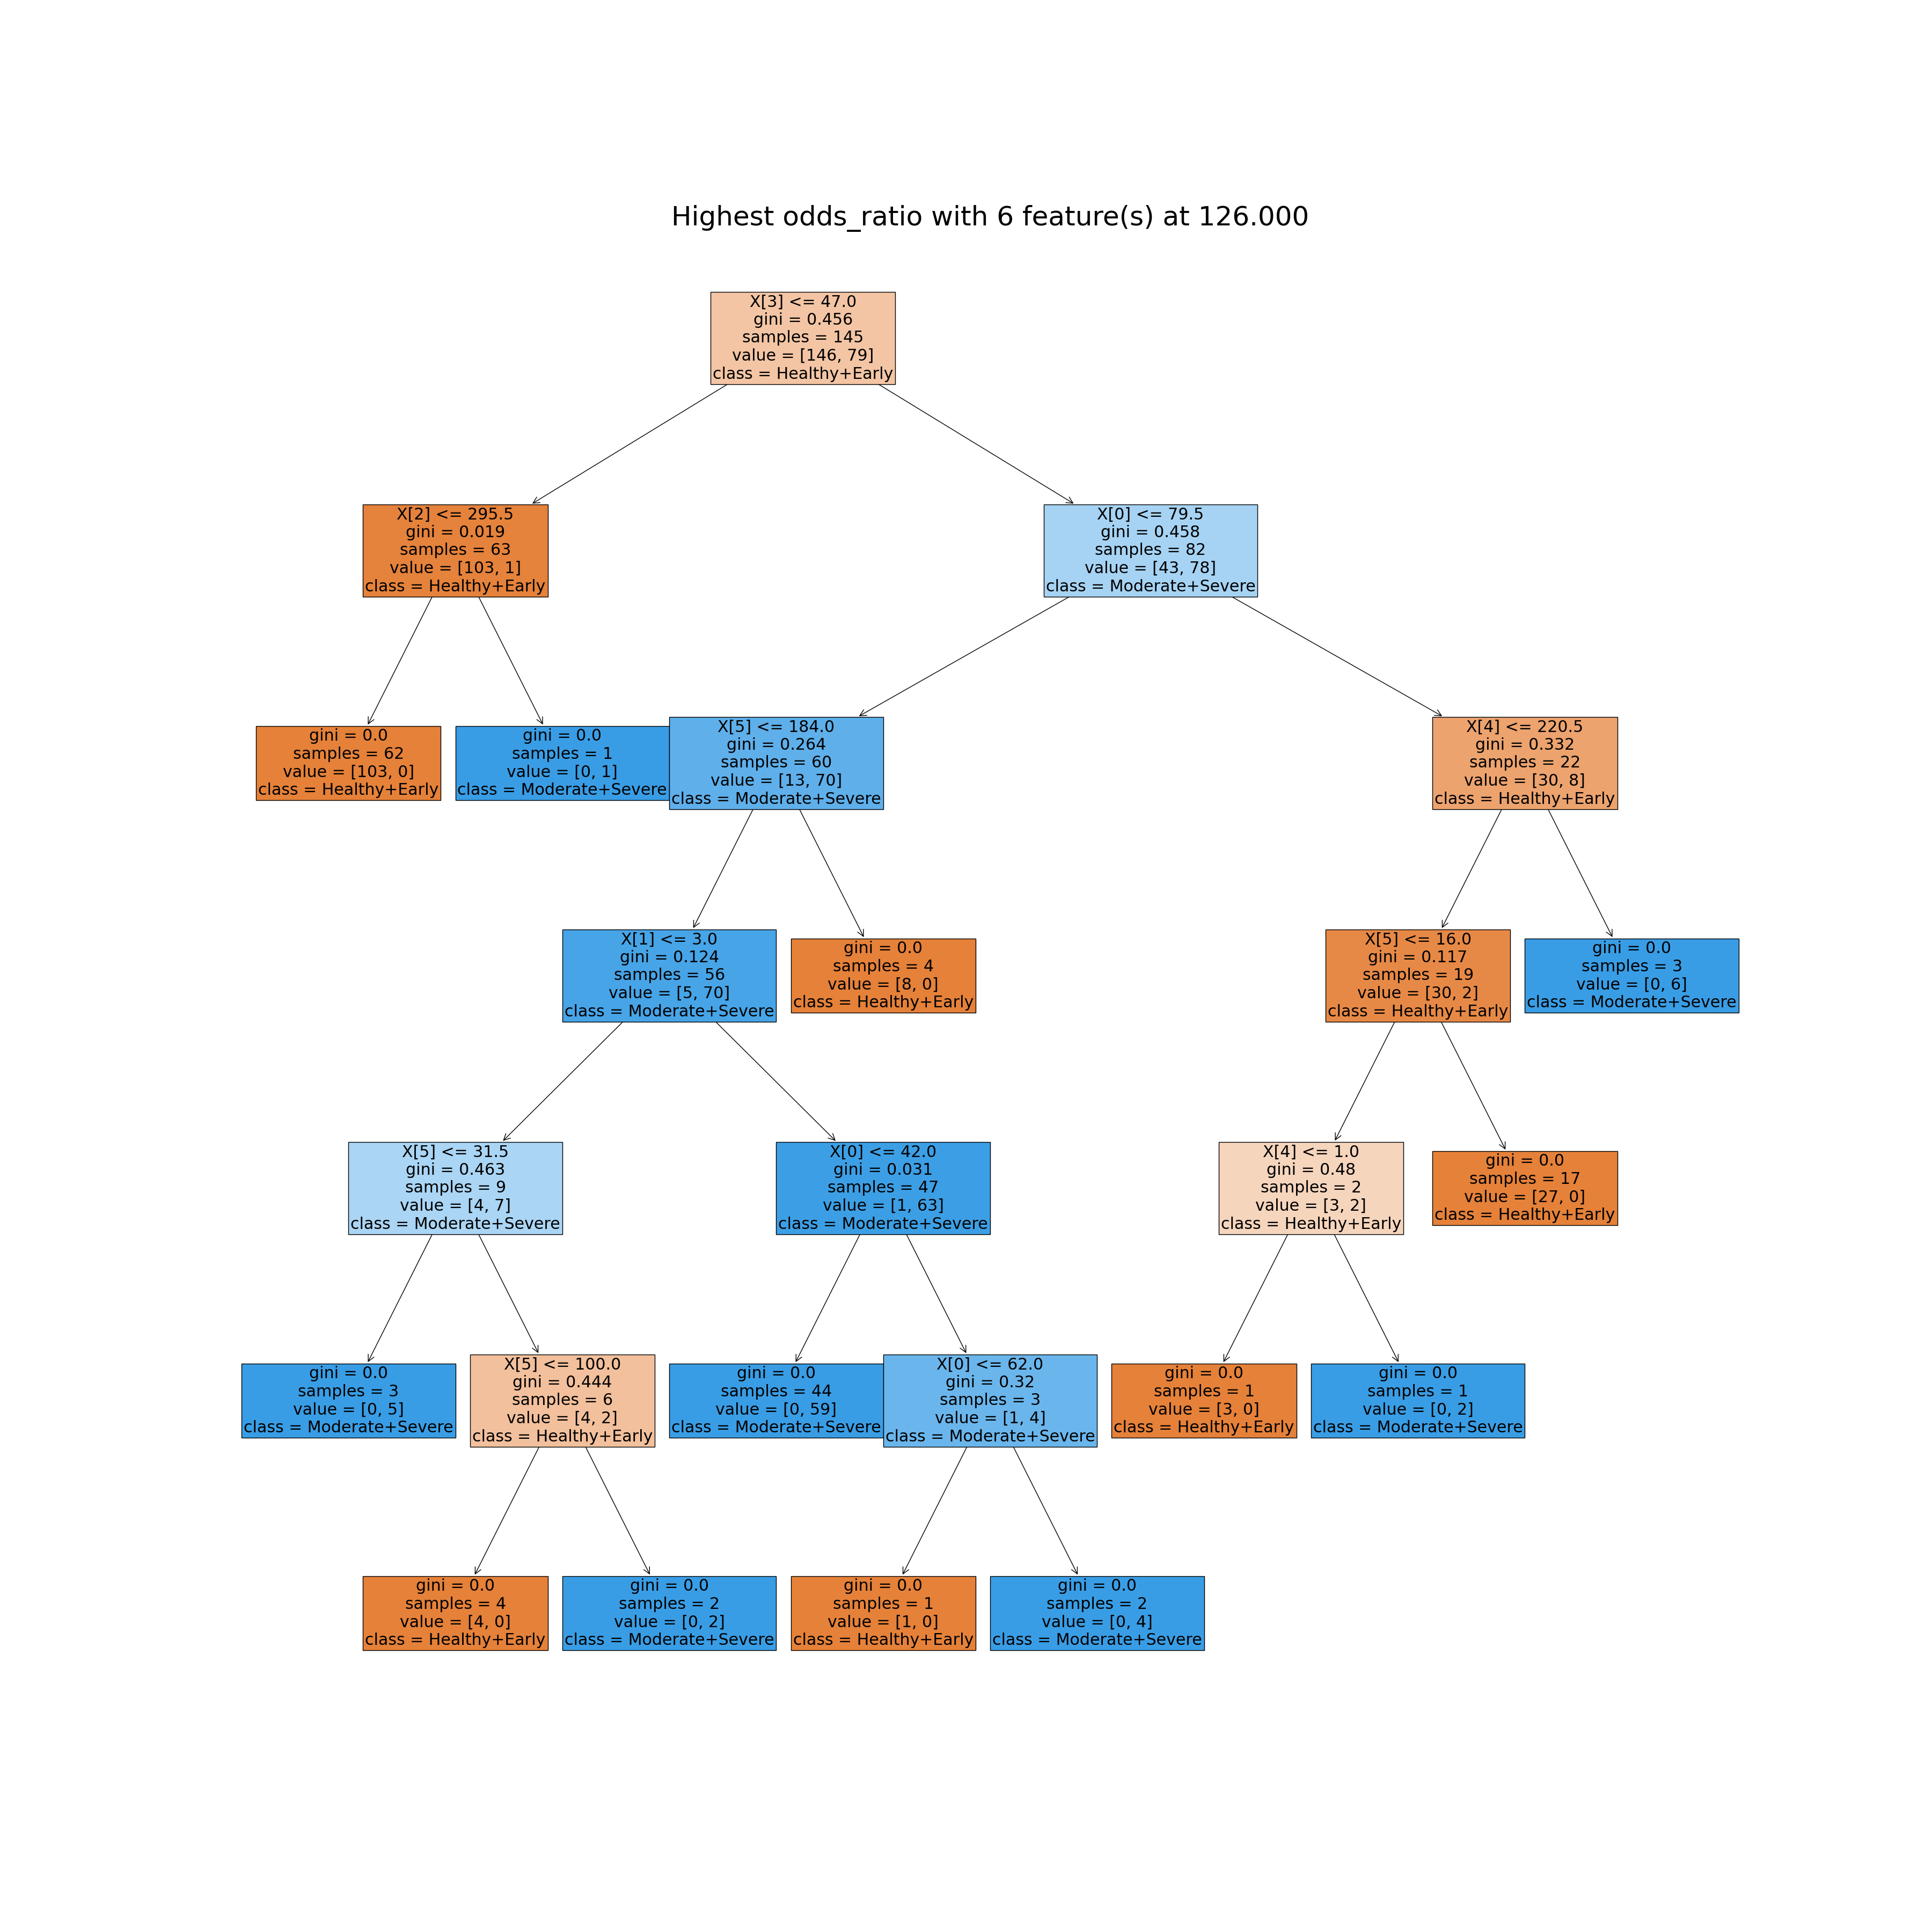 Highest odds_ratio with 6 feature(s) at 126.000
X[3] <= 47.0
gini = 0.456
samples = 145
value = [146, 79]
class = Healthy+Early
X[2] <= 295.5
gini = 0.019
samples = 63
value = [103, 1]
class = Healthy+Early
X[0] <= 79.5
gini = 0.458
samples = 82
value = [43, 78]
class = Moderate+Severe
gini = 0.0
samples = 62
value = [103, 0]
class = Healthy+Early
gini = 0.0
samples = 1
value = [0, 1]
class = Moderate+Severe
X[5] <= 184.0
gini = 0.264
samples = 60
value = [13, 70]
class = Moderate+Severe
X[4] <= 220.5
gini = 0.332
samples = 22
value = [30, 8]
class = Healthy+Early
X[1] <= 3.0
gini = 0.124
samples = 56
value = [5, 70]
class = Moderate+Severe
gini = 0.0
samples = 4
value = [8, 0]
class = Healthy+Early
X[5] <= 16.0
gini = 0.117
samples = 19
value = [30, 2]
class = Healthy+Early
gini = 0.0
samples = 3
value = [0, 6]
class = Moderate+Severe
X[5] <= 31.5
gini = 0.463
samples = 9
value = [4, 7]
class = Moderate+Severe
X[0] <= 42.0
gini = 0.031
samples = 47
value = [1, 63]
class = Moderate+Severe
X[4] <= 1.0
gini = 0.48
samples = 2
value = [3, 2]
class = Healthy+Early
gini = 0.0
samples = 17
value = [27, 0]
class = Healthy+Early
gini = 0.0
samples = 3
value = [0, 5]
class = Moderate+Severe
X[5] <= 100.0
gini = 0.444
samples = 6
value = [4, 2]
class = Healthy+Early
gini = 0.0
samples = 44
value = [0, 59]
class = Moderate+Severe
X[0] <= 62.0
gini = 0.32
samples = 3
value = [1, 4]
class = Moderate+Severe
gini = 0.0
samples = 1
value = [3, 0]
class = Healthy+Early
gini = 0.0
samples = 1
value = [0, 2]
class = Moderate+Severe
gini = 0.0
samples = 4
value = [4, 0]
class = Healthy+Early
gini = 0.0
samples = 2
value = [0, 2]
class = Moderate+Severe
gini = 0.0
samples = 1
value = [1, 0]
class = Healthy+Early
gini = 0.0
samples = 2
value = [0, 4]
class = Moderate+Severe